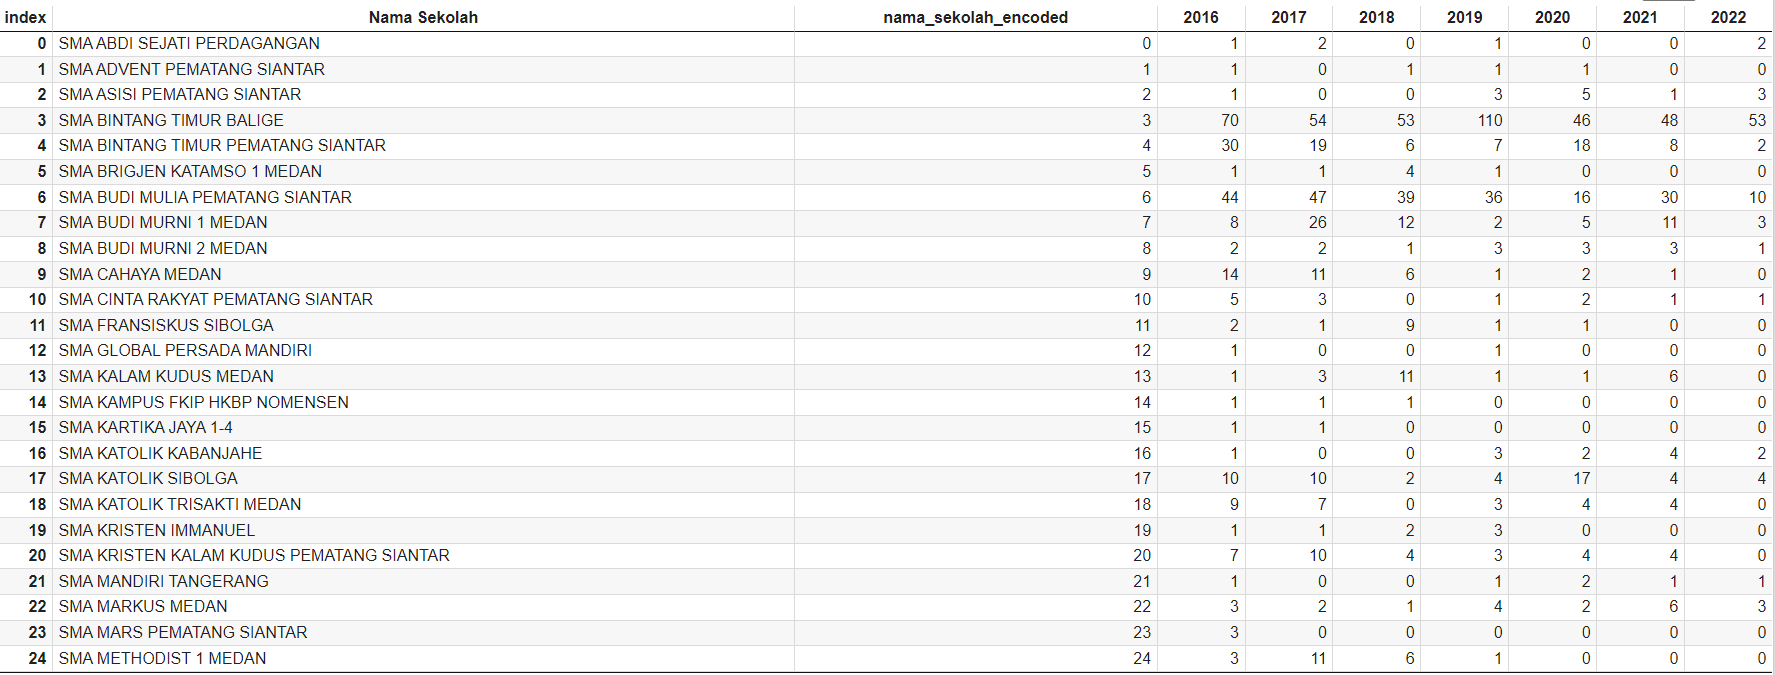 index Nama Sekolah nama_sekolah_encoded 2016 2017 2018 2019 2020 2021 2022
0 SMA ABDI SEJATI PERDAGANGAN 0 1 2 0 1 0 0 2
1 SMA ADVENT PEMATANG SIANTAR 1 1 0 1 1 1 0 0
2 SMA ASISI PEMATANG SIANTAR 2 1 0 0 3 5 1 3
3 SMA BINTANG TIMUR BALIGE 3 70 54 53 110 46 48 53
4 SMA BINTANG TIMUR PEMATANG SIANTAR 4 30 19 6 7 18 8 2
5 SMA BRIGJEN KATAMSO 1 MEDAN 5 1 1 4 1 0 0 0
6 SMA BUDI MULIA PEMATANG SIANTAR 6 44 47 39 36 16 30 10
7 SMA BUDI MURNI 1 MEDAN 7 8 26 12 2 5 11 3
8 SMA BUDI MURNI 2 MEDAN 8 2 2 1 3 3 3 1
9 SMA CAHAYA MEDAN 9 14 11 6 1 2 1 0
10 SMA CINTA RAKYAT PEMATANG SIANTAR 10 5 3 0 1 2 1 1
11 SMA FRANSISKUS SIBOLGA 11 2 1 9 1 1 0 0
12 SMA GLOBAL PERSADA MANDIRI 12 1 0 0 1 0 0 0
13 SMA KALAM KUDUS MEDAN 13 1 3 11 1 1 6 0
14 SMA KAMPUS FKIP HKBP NOMENSEN 14 1 1 1 0 0 0 0
15 SMA KARTIKA JAYA 1-4 15 1 1 0 0 0 0 0
16 SMA KATOLIK KABANJAHE 16 1 0 0 3 2 4 2
17 SMA KATOLIK SIBOLGA 17 10 10 2 4 17 4 4
18 SMA KATOLIK TRISAKTI MEDAN 18 9 7 0 3 4 4 0
19 SMA KRISTEN IMMANUEL 19 1 1 2 3 0 0 0
20 SMA KRISTEN KALAM KUDUS PEMATANG SIANTAR 20 7 10 4 3 4 4 0
21 SMA MANDIRI TANGERANG 21 1 0 0 1 2 1 1
22 SMA MARKUS MEDAN 22 3 2 1 4 2 6 3
23 SMA MARS PEMATANG SIANTAR 23 3 0 0 0 0 0 0
24 SMA METHODIST 1 MEDAN 24 3 11 6 1 0 0 0